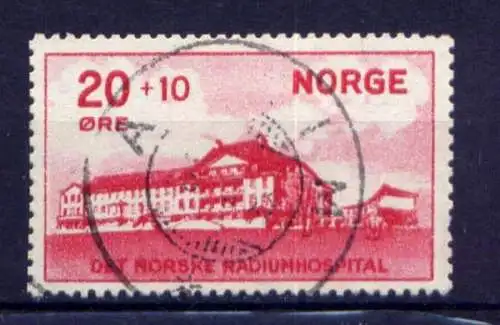 20 + 10 NORGE
ØRE
DET NORSKE RADIUMHOSPITAL